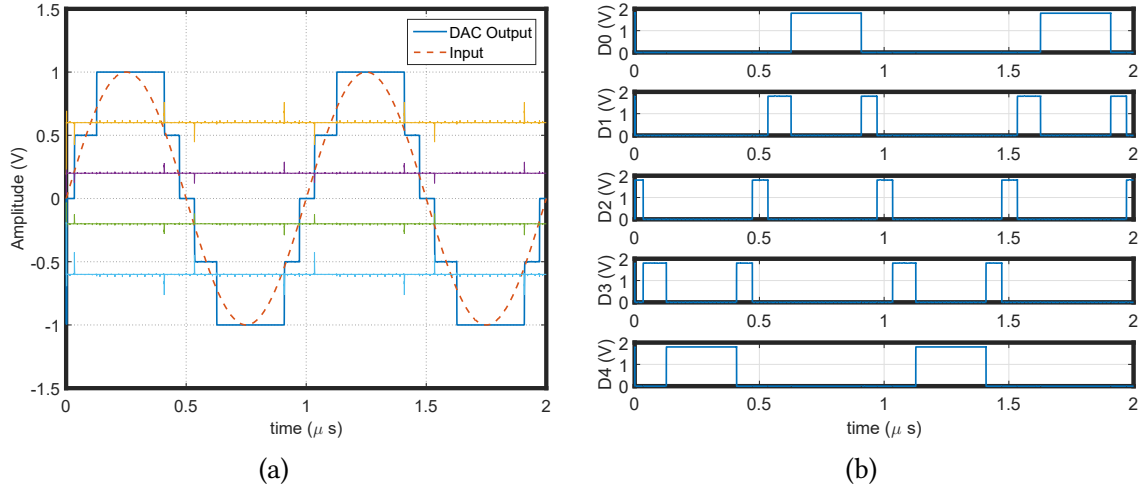 1.5
1
0.5
0
-0.5
-1
-1.5
Amplitude (V)
DAC Output
Input
0 0.5 1 1.5 2
time (μ s)
(a)
D0 (V)
2
1
0
0 0.5 1 1.5 2
D1 (V)
2
1
0
0 0.5 1 1.5 2
D2 (V)
2
1
0
0 0.5 1 1.5 2
D3 (V)
2
1
0
0 0.5 1 1.5 2
D4 (V)
2
1
0
0 0.5 1 1.5 2
time (μ s)
(b)